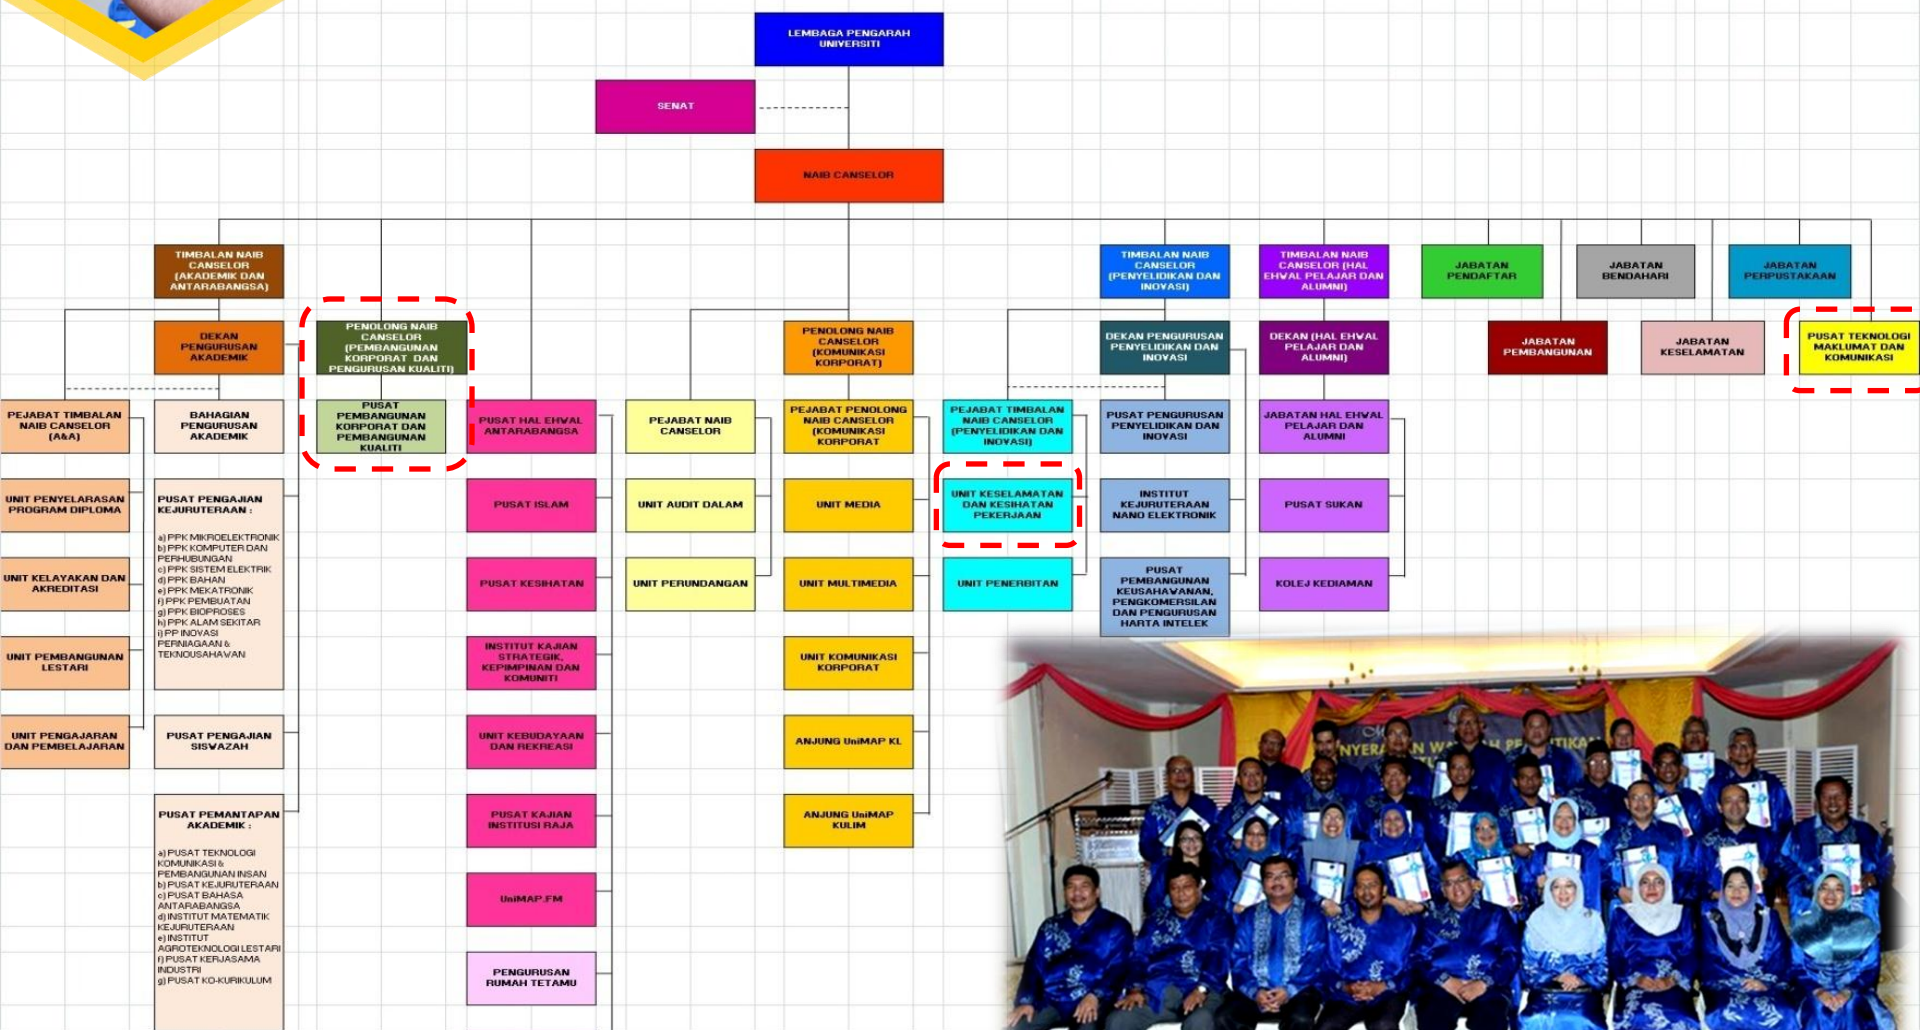 LEMBAGA PENGARAH
UNIVERSITI
SENAT
NAIB CANSELOR
TIMBALAN NAIB
CANSELOR
(AKADEMIK DAN
ANTARABANGSA)
TIMBALAN NAIB
CANSELOR
(PENYELIDIKAN DAN
INOVASI)
TIMBALAN NAIB
CANSELOR (HAL
EHWAL PELAJAR DAN
ALUMNI)
JABATAN
PENDAFTAR
JABATAN
BENDAHARI
JABATAN
PERPUSTAKAAN
DEKAN
PENGURUSAN
AKADEMIK
PENOLONG NAIB
CANSELOR
(PEMBANGUNAN
KORPORAT DAN
PENGURUSAN KUALITI)
PENOLONG NAIB
CANSELOR
(KOMUNIKASI
KORPORAT)
DEKAN PENGURUSAN
PENYELIDIKAN DAN
INOVASI
DEKAN (HAL EHWAL
PELAJAR DAN
ALUMNI)
JABATAN
PEMBANGUNAN
JABATAN
KESELAMATAN
PUSAT TEKNOLOGI
MAKLUMAT DAN
KOMUNIKASI
PEJABAT TIMBALAN
NAIB CANSELOR
(A&A)
BAHAGIAN
PENGURUSAN
AKADEMIK
PUSAT
PEMBANGUNAN
KORPORAT DAN
PEMBANGUNAN
KUALITI
PUSAT HAL EHWAL
ANTARABANGSA
PEJABAT NAIB
CANSELOR
PEJABAT PENOLONG
NAIB CANSELOR
(KOMUNIKASI
KORPORAT
PEJABAT TIMBALAN
NAIB CANSELOR
(PENYELIDIKAN DAN
INOVASI)
PUSAT PENGURUSAN
PENYELIDIKAN DAN
INOVASI
JABATAN HAL EHWAL
PELAJAR DAN
ALUMNI
UNIT PENYELARASAN
PROGRAM DIPLOMA
PUSAT PENGAJIAN
KEJURUTERAAN :
a) PPK MIKROELEKTRONIK
b) PPK KOMPUTER DAN
PERHUBUNGAN
c) PPK SISTEM ELEKTRIK
d) PPK BAHAN
e) PPK MEKATRONIK
f) PPK PEMBUATAN
g) PPK BIOPROSES
h) PPK ALAM SEKITAR
i) PP INOVASI
PERNIAGAAN &
TEKNOUSAHAWAN
PUSAT ISLAM
UNIT AUDIT DALAM
UNIT MEDIA
UNIT KESELAMATAN
DAN KESIHATAN
PEKERJAAN
INSTITUT
KEJURUTERAAN
NANO ELEKTRONIK
PUSAT SUKAN
UNIT KELAYAKAN DAN
AKREDITASI
PUSAT KESIHATAN
UNIT PERUNDANGAN
UNIT MULTIMEDIA
UNIT PENERBITAN
PUSAT
PEMBANGUNAN
KEUSAHAWANAN,
PENGKOMERSILAN
DAN PENGURUSAN
HARTA INTELEK
KOLEJ KEDIAMAN
UNIT PEMBANGUNAN
LESTARI
INSTITUT KAJIAN
STRATEGIK,
KEPIMPINAN DAN
KOMUNITI
UNIT KOMUNIKASI
KORPORAT
UNIT PENGAJARAN
DAN PEMBELAJARAN
PUSAT PENGAJIAN
SISWAZAH
UNIT KEBUDAYAAN
DAN REKREASI
ANJUNG UniMAP KL
PUSAT PEMANTAPAN
AKADEMIK :
a) PUSAT TEKNOLOGI
KOMUNIKASI &
PEMBANGUNAN INSAN
b) PUSAT KEJURUTERAAN
c) PUSAT BAHASA
ANTARABANGSA
d) INSTITUT MATEMATIK
KEJURUTERAAN
e) INSTITUT
AGROTEKNOLOGI LESTARI
f) PUSAT KERJASAMA
INDUSTRI
g) PUSAT KO-KURIKULUM
PUSAT KAJIAN
INSTITUSI RAJA
ANJUNG UniMAP
KULIM
UniMAP.FM
PENGURUSAN
RUMAH TETAMU